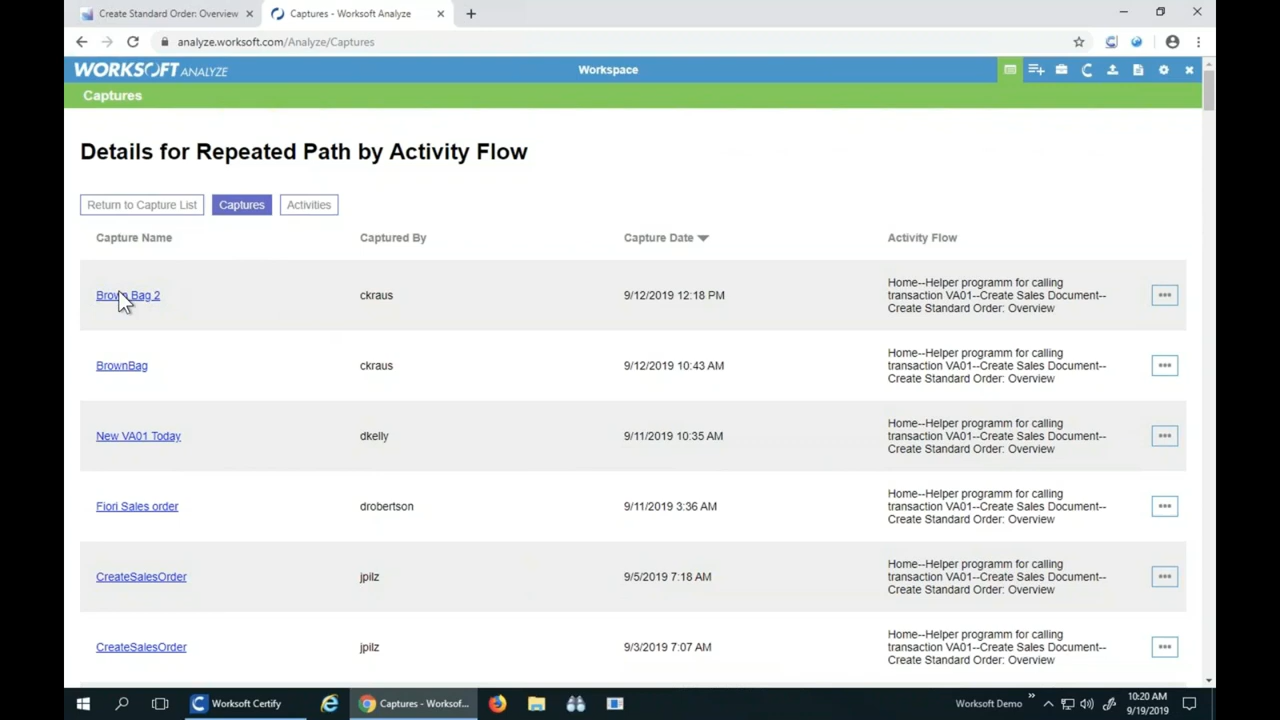 Create Standard Order: Overview
Captures - Worksoft Analyze
analyze.worksoft.com/Analyze/Captures
WORKSOFT ANALYZE
Workspace
Captures
Details for Repeated Path by Activity Flow
Return to Capture List
Captures
Activities
Capture Name
Captured By
Capture Date
Activity Flow
Brown Bag 2
ckraus
9/12/2019 12:18 PM
Home--Helper programm for calling
transaction VA01--Create Sales Document--
Create Standard Order: Overview
BrownBag
ckraus
9/12/2019 10:43 AM
Home--Helper programm for calling
transaction VA01--Create Sales Document--
Create Standard Order: Overview
New VA01 Today
dkelly
9/11/2019 10:35 AM
Home--Helper programm for calling
transaction VA01--Create Sales Document--
Create Standard Order: Overview
Fiori Sales order
drobertson
9/11/2019 3:36 AM
Home--Helper programm for calling
transaction VA01--Create Sales Document--
Create Standard Order: Overview
CreateSalesOrder
jpilz
9/5/2019 7:18 AM
Home--Helper programm for calling
transaction VA01--Create Sales Document--
Create Standard Order: Overview
CreateSalesOrder
jpilz
9/3/2019 7:07 AM
Home--Helper programm for calling
transaction VA01--Create Sales Document--
Create Standard Order: Overview
Worksoft Certify
Captures - Worksof...
Worksoft Demo
10:20 AM
9/19/2019